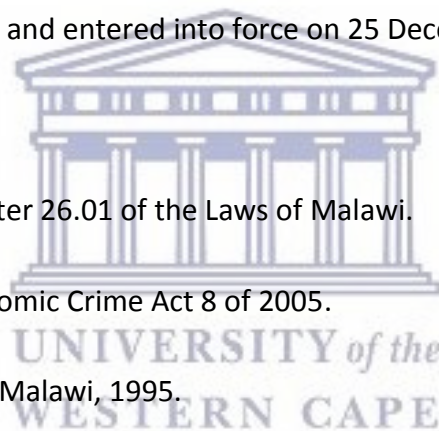 and entered into force on 25 Dece
ter 26.01 of the Laws of Malawi.
omic Crime Act 8 of 2005.
UNIVERSITY of the
Malawi, 1995.
WESTERN CAPE